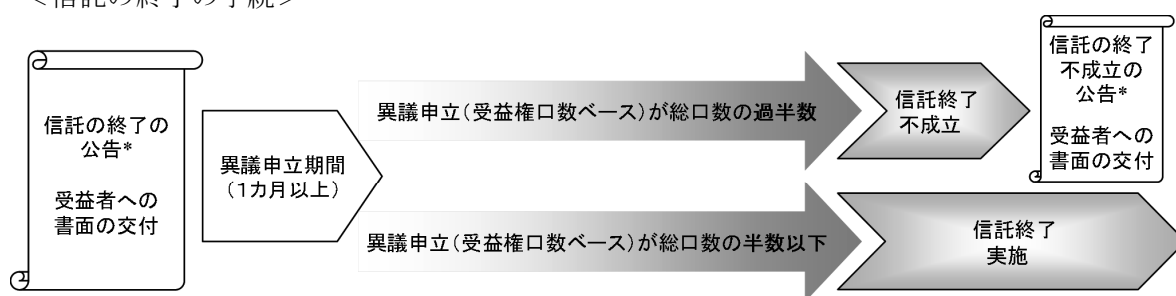 ＜信託の終了の手続＞
信託の終了の
公告*
受益者への
書面の交付
異議申立期間
（1カ月以上）
異議申立（受益権口数ベース）が総口数の過半数
信託終了
不成立
信託の終了
不成立の
公告*
受益者への
書面の交付
異議申立（受益権口数ベース）が総口数の半数以下
信託終了
実施